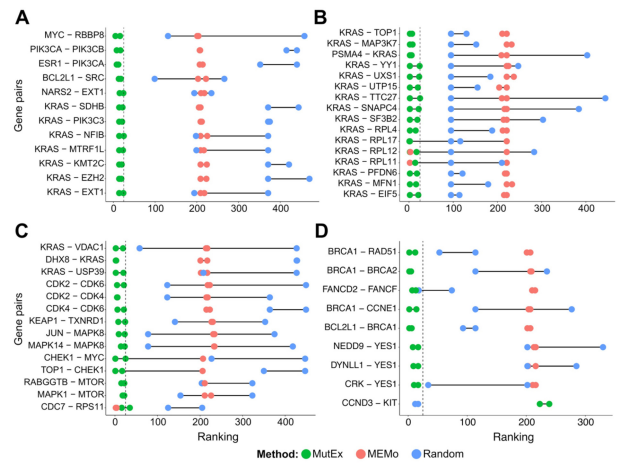 A
Gene pairs
MYC – RBBP8
PIK3CA – PIK3CB
ESR1 – PIK3CA
BCL2L1 – SRC
NARS2 – EXT1
KRAS – SDHB
KRAS – PIK3C3
KRAS – NFIB
KRAS – MTRF1L
KRAS – KMT2C
KRAS – EZH2
KRAS – EXT1
0 100 200 300 400
B
KRAS – TOP1
KRAS – MAP3K7
PSMA4 – KRAS
KRAS – YY1
KRAS – UXS1
KRAS – UTP15
KRAS – TTC27
KRAS – SNAPC4
KRAS – SF3B2
KRAS – RPL4
KRAS – RPL17
KRAS – RPL12
KRAS – RPL11
KRAS – PFDN6
KRAS – MFN1
KRAS – EIF5
0 100 200 300 400
C
Gene pairs
KRAS – VDAC1
DHX8 – KRAS
KRAS – USP39
CDK2 – CDK6
CDK2 – CDK4
CDK4 – CDK6
KEAP1 – TXNRD1
JUN – MAPK8
MAPK14 – MAPK8
CHEK1 – MYC
TOP1 – CHEK1
RABGGTB – MTOR
MAPK1 – MTOR
CDC7 – RPS11
0 100 200 300 400
Ranking
D
BRCA1 – RAD51
BRCA1 – BRCA2
FANCD2 – FANCF
BRCA1 – CCNE1
BCL2L1 – BRCA1
NEDD9 – YES1
DYNLL1 – YES1
CRK – YES1
CCND3 – KIT
0 100 200 300
Ranking
Method: MutEx MEMo Random